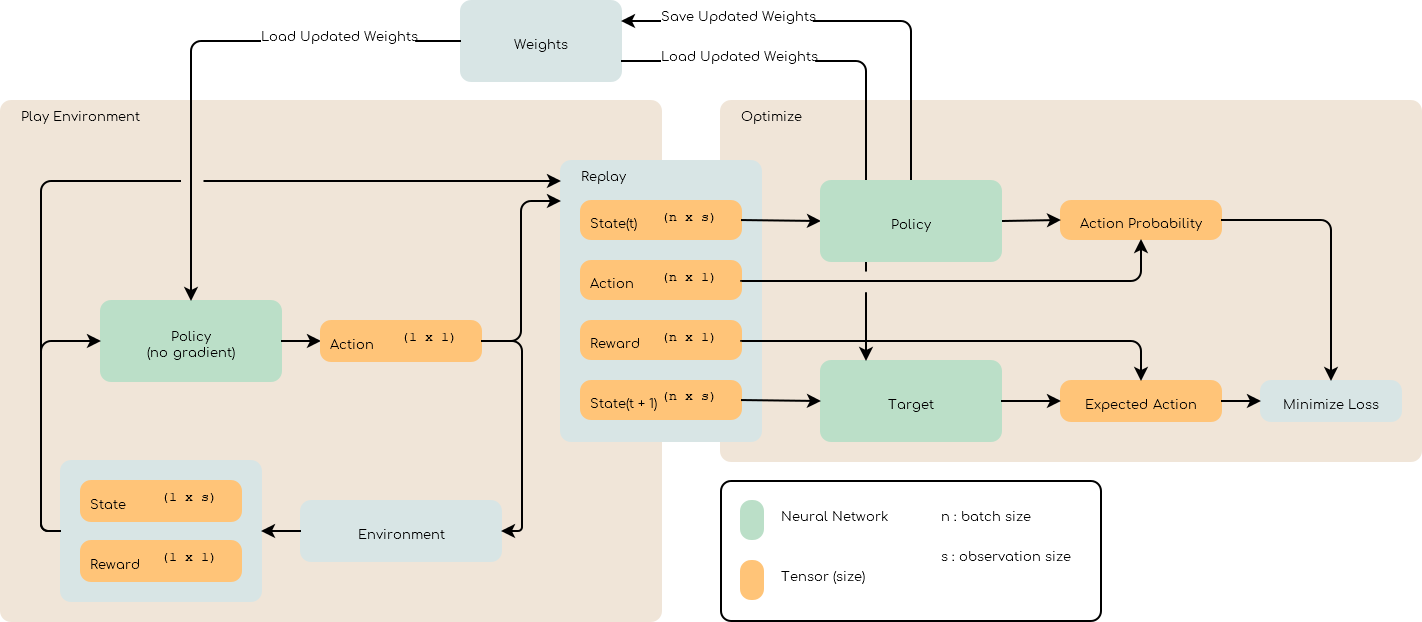 Save Updated Weights
Load Updated Weights
Weights
Load Updated Weights
Play Environment
Optimize
Replay
State(t) (n x s)
Policy
Action Probability
Action (n x 1)
Policy
(no gradient)
Action (1 x 1)
Reward (n x 1)
State(t + 1) (n x s)
Target
Expected Action
Minimize Loss
State (1 x s)
Environment
Reward (1 x 1)
Neural Network
n : batch size
s : observation size
Tensor (size)